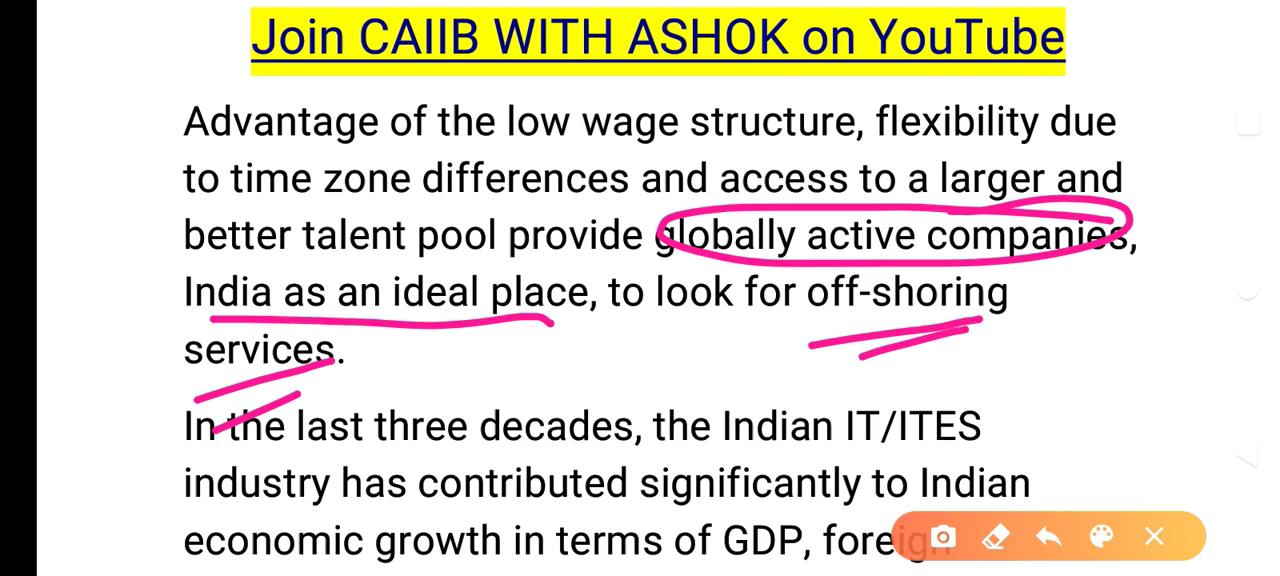 Join CAIIB WITH ASHOK on YouTube
Advantage of the low wage structure, flexibility due
to time zone differences and access to a larger and
better talent pool provide globally active companies,
India as an ideal place, to look for off-shoring
services.
In the last three decades, the Indian IT/ITES
industry has contributed significantly to Indian
economic growth in terms of GDP, foreign